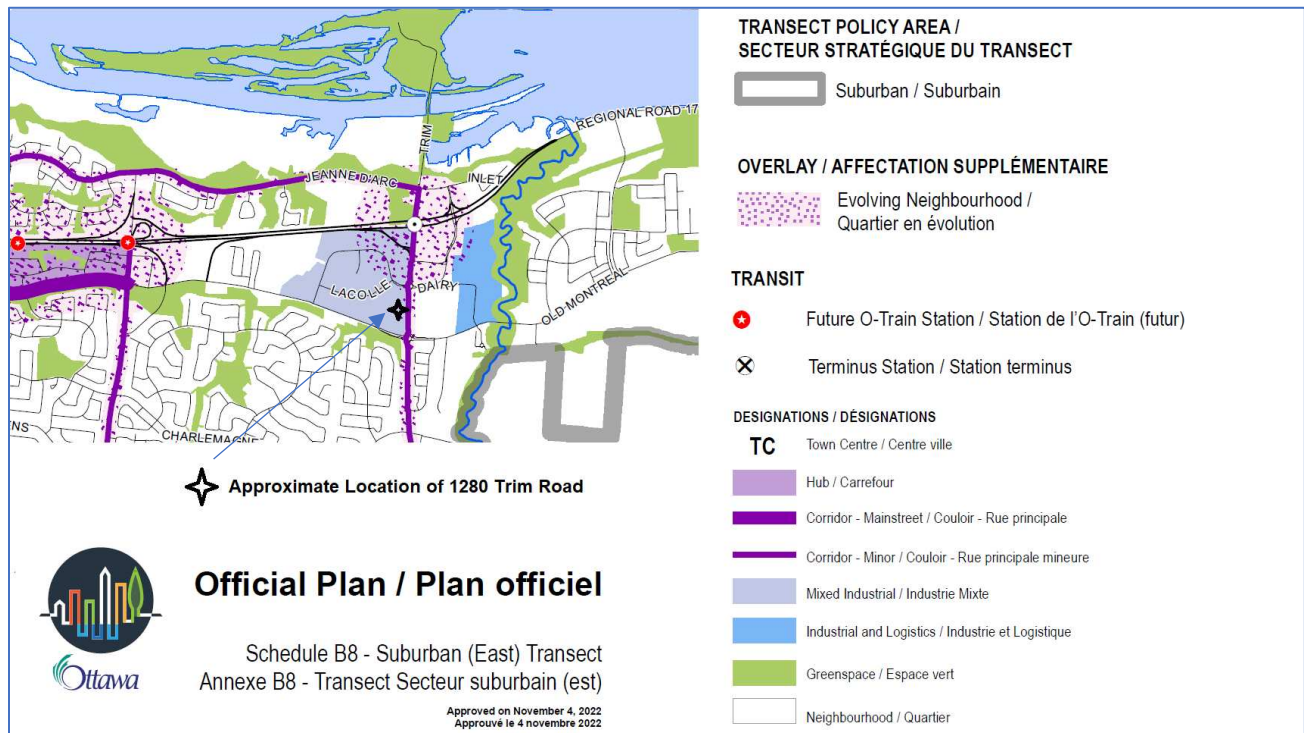 TRIM
REGIONAL ROAD 17
JEANNE D'ARC
INLET
LACOLLE
DAIRY
OLD MONTREAL
ENS
CHARLEMAGNE
Approximate Location of 1280 Trim Road
Ottawa
Official Plan / Plan officiel
Schedule B8 - Suburban (East) Transect
Annexe B8 - Transect Secteur suburbain (est)
Approved on November 4, 2022
Approuvé le 4 novembre 2022
TRANSECT POLICY AREA /
SECTEUR STRATÉGIQUE DU TRANSECT
Suburban / Suburbain
OVERLAY / AFFECTATION SUPPLÉMENTAIRE
Evolving Neighbourhood /
Quartier en évolution
TRANSIT
Future O-Train Station / Station de l'O-Train (futur)
Terminus Station / Station terminus
DESIGNATIONS / DÉSIGNATIONS
TC Town Centre / Centre ville
Hub / Carrefour
Corridor - Mainstreet / Couloir - Rue principale
Corridor - Minor / Couloir - Rue principale mineure
Mixed Industrial / Industrie Mixte
Industrial and Logistics / Industrie et Logistique
Greenspace / Espace vert
Neighbourhood / Quartier